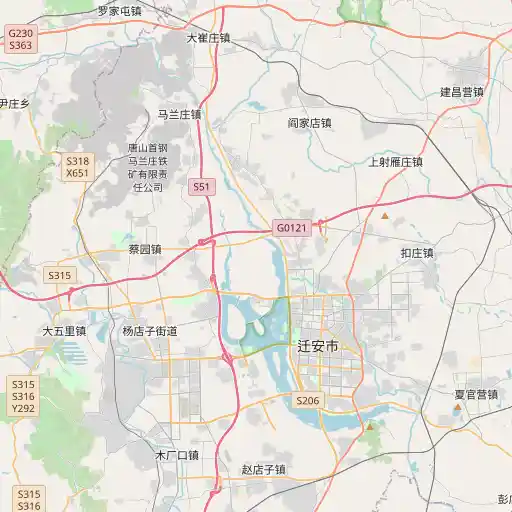 罗家屯镇
G230
S363
大崔庄镇
尹庄乡
建昌营镇
马兰庄镇
阎家店镇
唐山首钢
马兰庄铁
矿有限责
任公司
S318
X651
上射雁庄镇
S51
G0121
蔡园镇
扣庄镇
S315
大五里镇
杨店子街道
迁安市
S315
S316
Y292
S206
夏官营镇
木厂口镇
赵店子镇
S315
S316